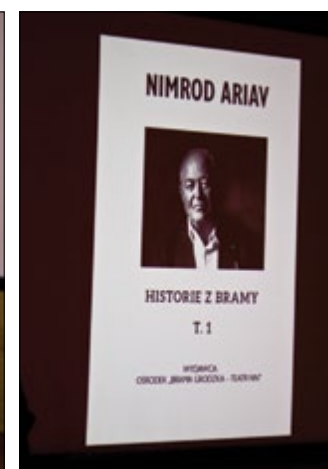 NIMROD ARIAV
HISTORIE Z BRAMY
T. 1
WYDAWCA
OŚRODEK „BRAMA GRODZKA - TEATR NN”